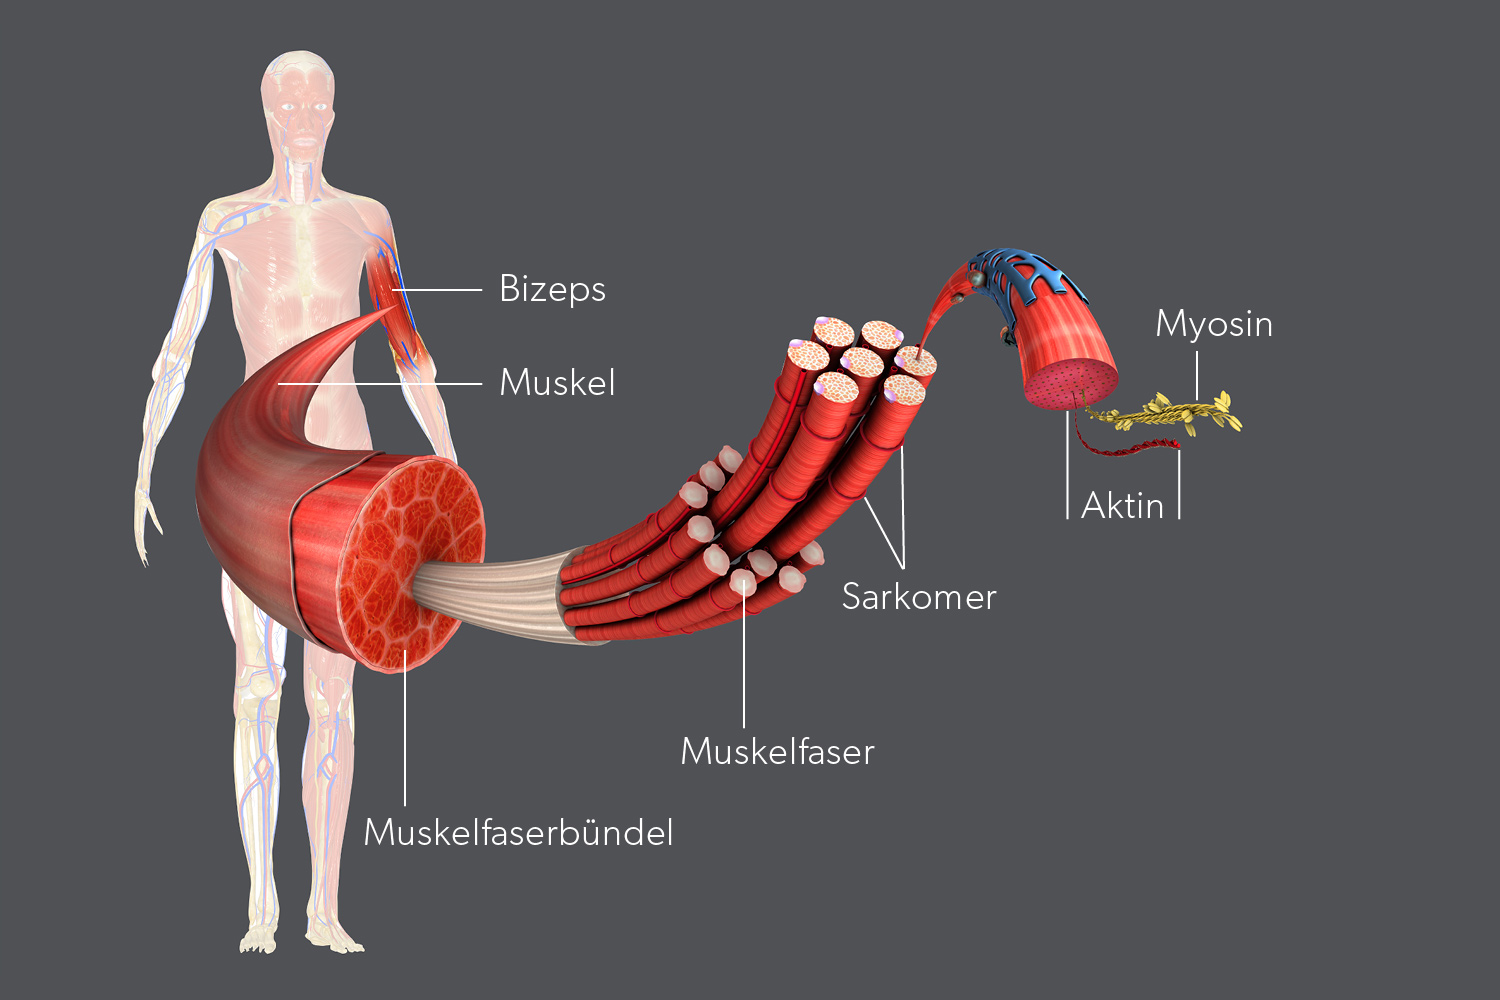 Bizeps
Muskel
Myosin
Aktin
Sarkomer
Muskelfaser
Muskelfaserbündel